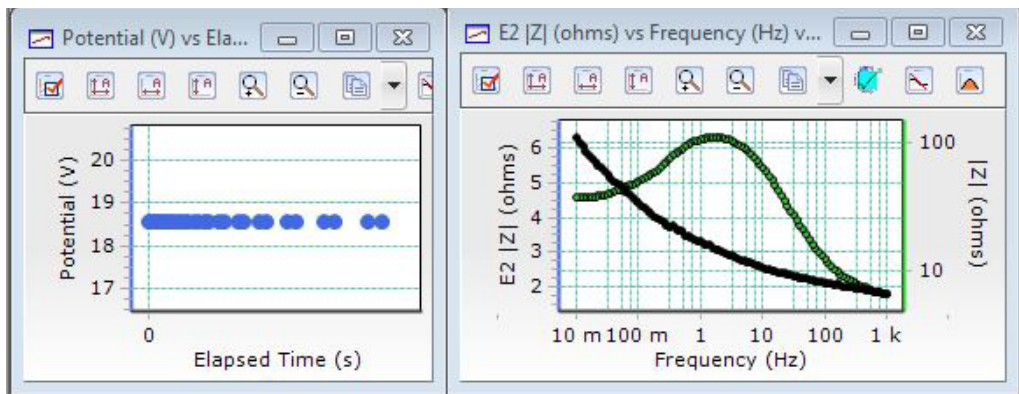 Potential (V) vs Ela...
20
19
18
17
Potential (V)
0
Elapsed Time (s)
E2 |Z| (ohms) vs Frequency (Hz) v...
6
5
4
3
2
E2 |Z| (ohms)
100
10
|Z| (ohms)
10 m 100 m 1 10 100 1 k
Frequency (Hz)